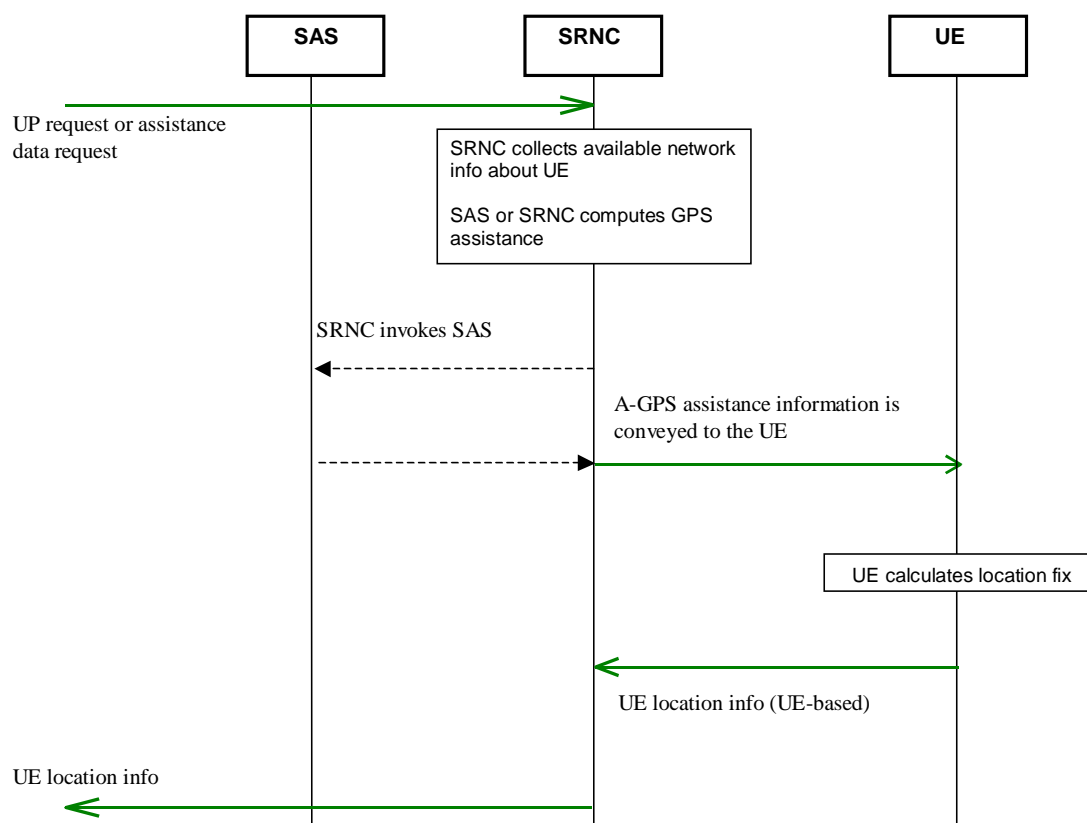 SAS
SRNC
UE
UP request or assistance
data request
SRNC collects available network
info about UE
SAS or SRNC computes GPS
assistance
SRNC invokes SAS
A-GPS assistance information is
conveyed to the UE
UE calculates location fix
UE location info (UE-based)
UE location info